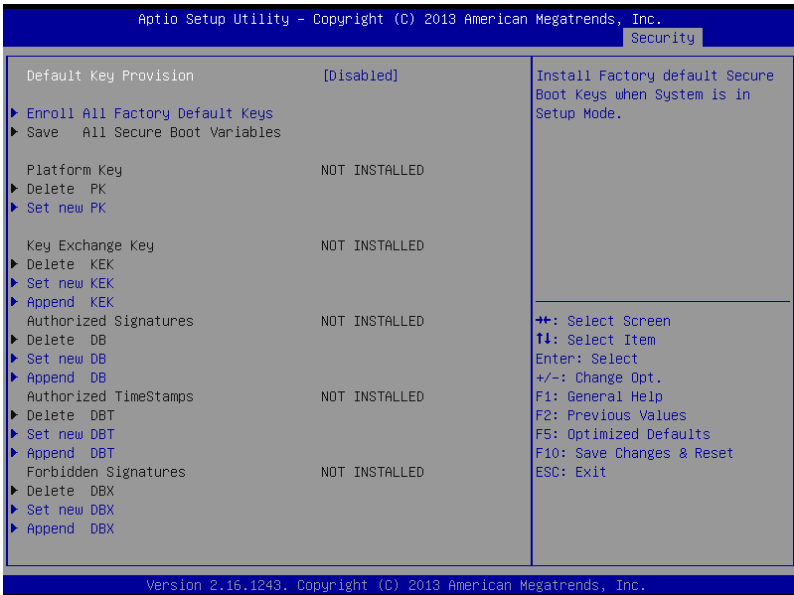 Aptio Setup Utility – Copyright (C) 2013 American Megatrends, Inc.
Security
Default Key Provision [Disabled]
Enroll All Factory Default Keys
Save All Secure Boot Variables
Platform Key NOT INSTALLED
Delete PK
Set new PK
Key Exchange Key NOT INSTALLED
Delete KEK
Set new KEK
Append KEK
Authorized Signatures NOT INSTALLED
Delete DB
Set new DB
Append DB
Authorized TimeStamps NOT INSTALLED
Delete DBT
Set new DBT
Append DBT
Forbidden Signatures NOT INSTALLED
Delete DBX
Set new DBX
Append DBX
Install Factory default Secure
Boot Keys when System is in
Setup Mode.
→←: Select Screen
↑↓: Select Item
Enter: Select
+/-: Change Opt.
F1: General Help
F2: Previous Values
F5: Optimized Defaults
F10: Save Changes & Reset
ESC: Exit
Version 2.16.1243. Copyright (C) 2013 American Megatrends, Inc.